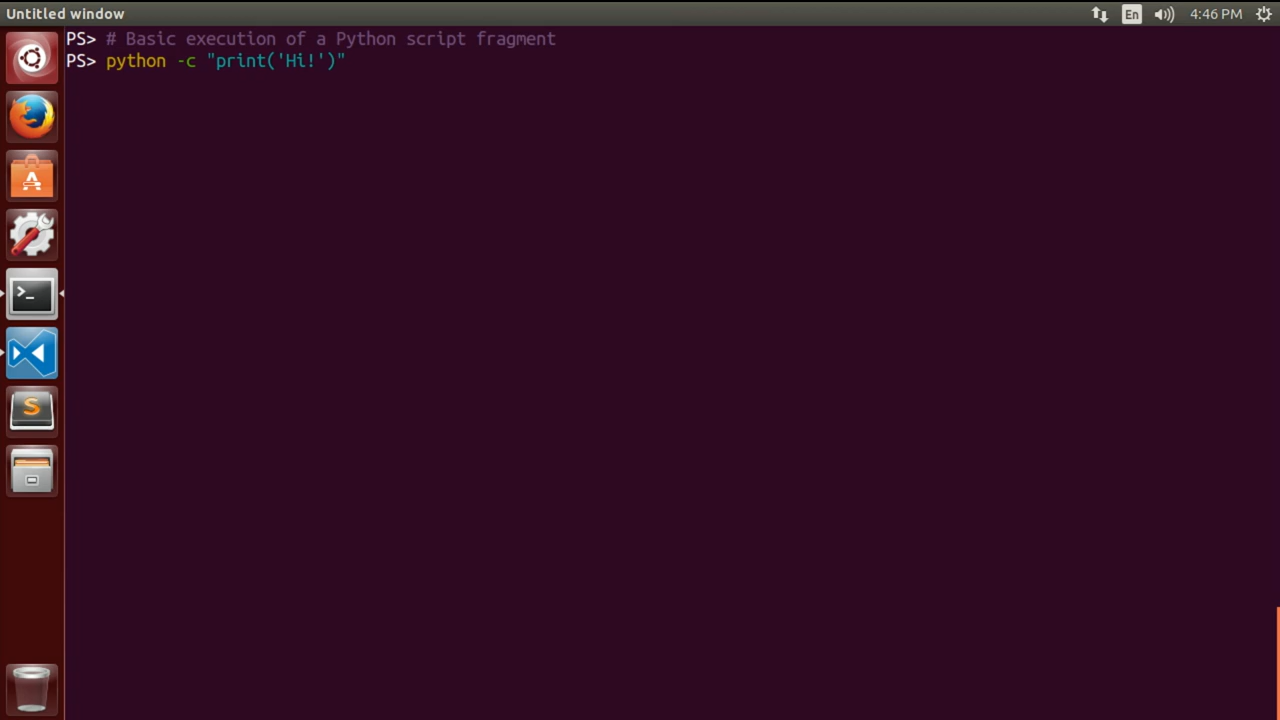 Untitled window
En
4:46 PM
PS> # Basic execution of a Python script fragment
PS> python -c "print('Hi!')"